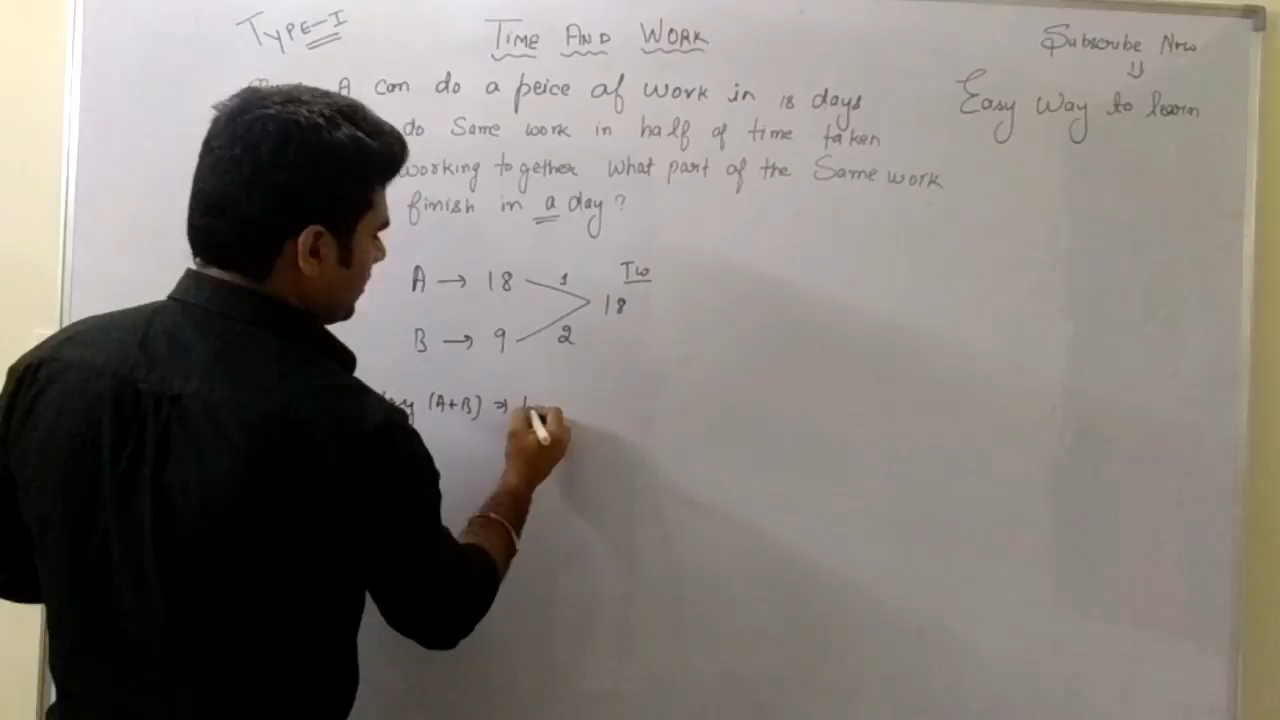 TYPE-I
TIME AND WORK
Subscribe Now
⇓
Easy Way to learn
A can do a peice of work in 18 days
do Same work in half of time taken
working together what part of the Same work
finish in a day?
A → 18 1 Tw
18
B → 9 2
(A+B) ⇒